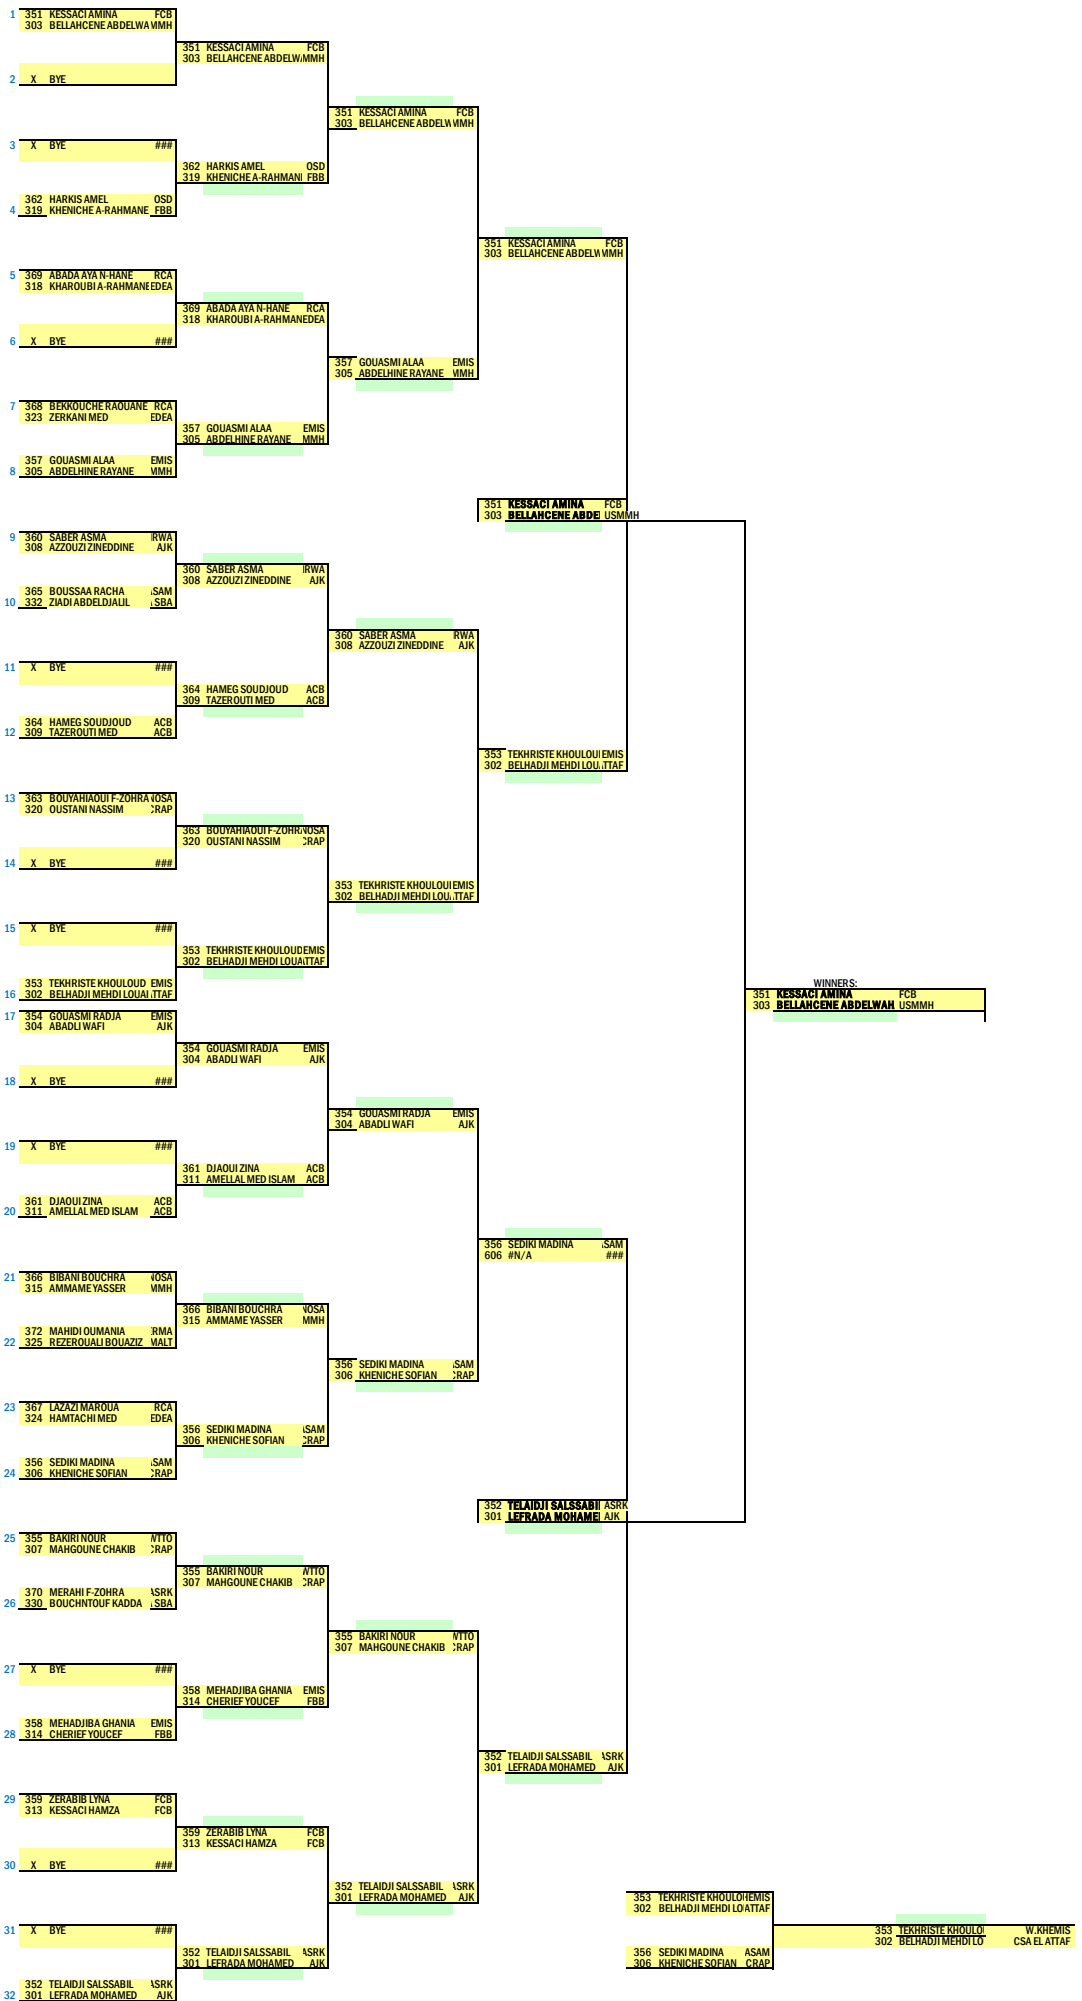 1 351 KESSACI AMINA FCB
303 BELLAHCENE ABDELWA MMH
2 X BYE
3 X BYE ###
362 HARKIS AMEL OSD
4 319 KHENICHE A-RAHMANE FBB
5 369 ABADA AYA N-HANE RCA
318 KHAROUBI A-RAHMANE EDEA
6 X BYE ###
7 368 BEKKOUCHE RAOUANE RCA
323 ZERKANI MED EDEA
357 GOUASMI ALAA EMIS
8 305 ABDELHINE RAYANE MMH
9 360 SABER ASMA IRWA
308 AZZOUZI ZINEDDINE AJK
365 BOUSSAA RACHA SAM
10 332 ZIADI ABDELDJALIL SBA
11 X BYE ###
364 HAMEG SOUDJOUD ACB
12 309 TAZEROUTI MED ACB
13 363 BOUYAHIAOUI F-ZOHRA NOSA
320 OUSTANI NASSIM CRAP
14 X BYE ###
15 X BYE ###
353 TEKHRISTE KHOULOUD EMIS
16 302 BELHADJI MEHDI LOUAI TTAF
17 354 GOUASMI RADJA EMIS
304 ABADLI WAFI AJK
18 X BYE ###
19 X BYE ###
361 DJAOUI ZINA ACB
20 311 AMELLAL MED ISLAM ACB
21 366 BIBANI BOUCHRA NOSA
315 AMMAME YASSER MMH
372 MAHIDI OUMANIA RMA
22 325 REZEROUALI BOUAZIZ MALT
23 367 LAZAZI MAROUA RCA
324 HAMTACHI MED EDEA
356 SEDIKI MADINA SAM
24 306 KHENICHE SOFIAN CRAP
25 355 BAKIRI NOUR WTTO
307 MAHGOUNE CHAKIB CRAP
370 MERAHI F-ZOHRA ASRK
26 330 BOUCHNTOUF KADDA SBA
27 X BYE ###
358 MEHADJIBA GHANIA EMIS
28 314 CHERIEF YOUCEF FBB
29 359 ZERABIB LYNA FCB
313 KESSACI HAMZA FCB
30 X BYE ###
31 X BYE ###
352 TELAIDJI SALSSABIL ASRK
32 301 LEFRADA MOHAMED AJK
351 KESSACI AMINA FCB
303 BELLAHCENE ABDELW MMH
362 HARKIS AMEL OSD
319 KHENICHE A-RAHMANI FBB
369 ABADA AYA N-HANE RCA
318 KHAROUBI A-RAHMANE EDEA
357 GOUASMI ALAA EMIS
305 ABDELHINE RAYANE MMH
360 SABER ASMA IRWA
308 AZZOUZI ZINEDDINE AJK
364 HAMEG SOUDJOUD ACB
309 TAZEROUTI MED ACB
363 BOUYAHIAOUI F-ZOHR NOSA
320 OUSTANI NASSIM CRAP
353 TEKHRISTE KHOULOUD EMIS
302 BELHADJI MEHDI LOUA TTAF
354 GOUASMI RADJA EMIS
304 ABADLI WAFI AJK
361 DJAOUI ZINA ACB
311 AMELLAL MED ISLAM ACB
366 BIBANI BOUCHRA NOSA
315 AMMAME YASSER MMH
356 SEDIKI MADINA ASAM
306 KHENICHE SOFIAN CRAP
355 BAKIRI NOUR WTTO
307 MAHGOUNE CHAKIB CRAP
358 MEHADJIBA GHANIA EMIS
314 CHERIEF YOUCEF FBB
359 ZERABIB LYNA FCB
313 KESSACI HAMZA FCB
352 TELAIDJI SALSSABIL ASRK
301 LEFRADA MOHAMED AJK
351 KESSACI AMINA FCB
303 BELLAHCENE ABDELW MMH
357 GOUASMI ALAA EMIS
305 ABDELHINE RAYANE MMH
360 SABER ASMA RWA
308 AZZOUZI ZINEDDINE AJK
353 TEKHRISTE KHOULOUI EMIS
302 BELHADJI MEHDI LOU TTAF
354 GOUASMI RADJA EMIS
304 ABADLI WAFI AJK
356 SEDIKI MADINA ASAM
306 KHENICHE SOFIAN CRAP
355 BAKIRI NOUR WTTO
307 MAHGOUNE CHAKIB CRAP
352 TELAIDJI SALSSABIL ASRK
301 LEFRADA MOHAMED AJK
351 KESSACI AMINA FCB
303 BELLAHCENE ABDELW MMH
353 TEKHRISTE KHOULOUI EMIS
302 BELHADJI MEHDI LOU TTAF
356 SEDIKI MADINA SAM
606 #N/A ###
352 TELAIDJI SALSSABIL ASRK
301 LEFRADA MOHAMED AJK
351 KESSACI AMINA FCB
303 BELLAHCENE ABDE USMMH
352 TELAIDJI SALSSABI ASRK
301 LEFRADA MOHAME AJK
WINNERS:
351 KESSACI AMINA FCB
303 BELLAHCENE ABDELWAH USMMH
353 TEKHRISTE KHOULO HEMIS
302 BELHADJI MEHDI LO ATTAF
356 SEDIKI MADINA ASAM
306 KHENICHE SOFIAN CRAP
353 TEKHRISTE KHOULO W.KHEMIS
302 BELHADJI MEHDI LO CSA EL ATTAF